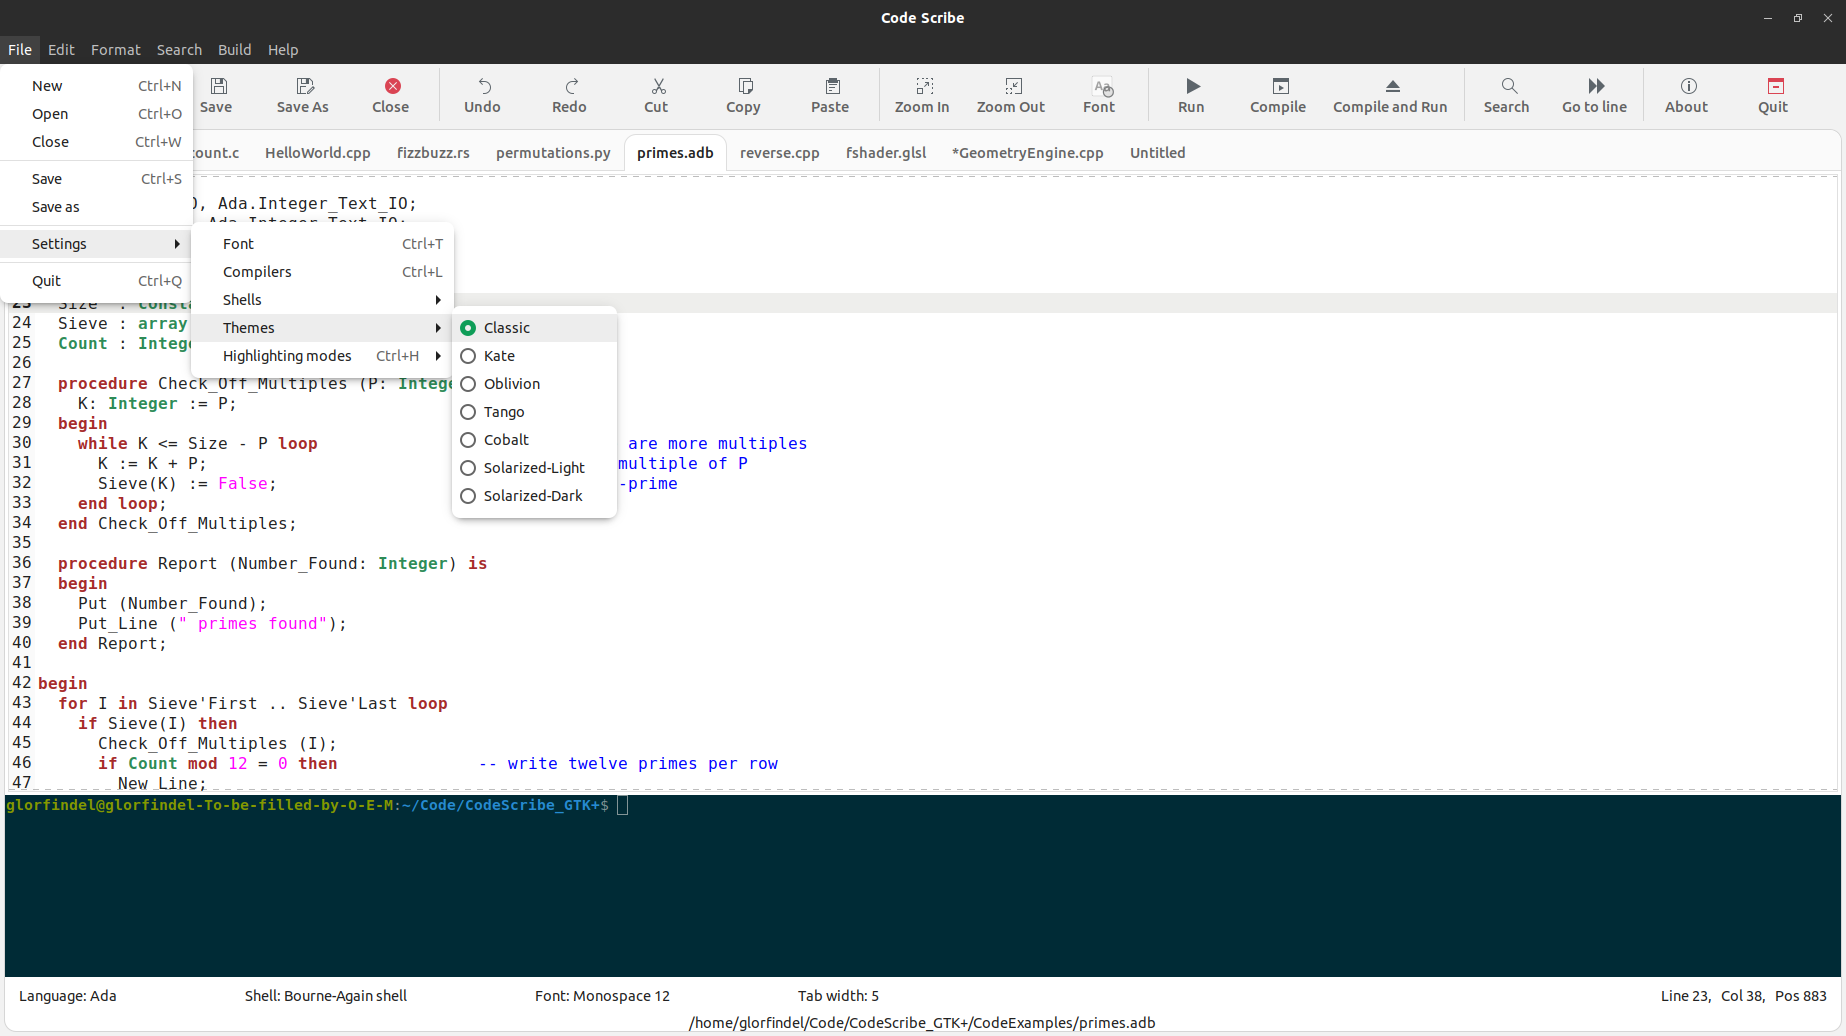 Code Scribe
File Edit Format Search Build Help
New Ctrl+N
Open Ctrl+O
Close Ctrl+W
Save Ctrl+S
Save as
Settings
Quit Ctrl+Q
Save Save As Close Undo Redo Cut Copy Paste Zoom In Zoom Out Font Run Compile Compile and Run Search Go to line About Quit
ount.c HelloWorld.cpp fizzbuzz.rs permutations.py primes.adb reverse.cpp fshader.glsl *GeometryEngine.cpp Untitled
Font Ctrl+T
Compilers Ctrl+L
Shells
Themes
Highlighting modes Ctrl+H
Classic
Kate
Oblivion
Tango
Cobalt
Solarized-Light
Solarized-Dark
O, Ada.Integer_Text_IO;
Ada.Integer_Text_IO;
23 Size : consta
24 Sieve : array
25 Count : Intege
26
27 procedure Check_Off_Multiples (P: Intege
28 K: Integer := P;
29 begin
30 while K <= Size - P loop are more multiples
31 K := K + P; multiple of P
32 Sieve(K) := False; -prime
33 end loop;
34 end Check_Off_Multiples;
35
36 procedure Report (Number_Found: Integer) is
37 begin
38 Put (Number_Found);
39 Put_Line (" primes found");
40 end Report;
41
42 begin
43 for I in Sieve'First .. Sieve'Last loop
44 if Sieve(I) then
45 Check_Off_Multiples (I);
46 if Count mod 12 = 0 then -- write twelve primes per row
47 New_Line;
glorfindel@glorfindel-To-be-filled-by-O-E-M:~/Code/CodeScribe_GTK+$
Language: Ada Shell: Bourne-Again shell Font: Monospace 12 Tab width: 5 Line 23, Col 38, Pos 883
/home/glorfindel/Code/CodeScribe_GTK+/CodeExamples/primes.adb